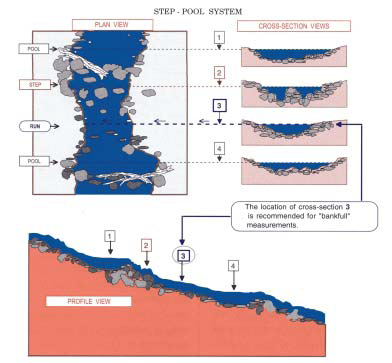 STEP - POOL SYSTEM
PLAN VIEW
CROSS-SECTION VIEWS
POOL
1
STEP
2
RUN
3
POOL
4
The location of cross-section 3
is recommended for "bankfull"
measurements.
1
2
3
4
PROFILE VIEW